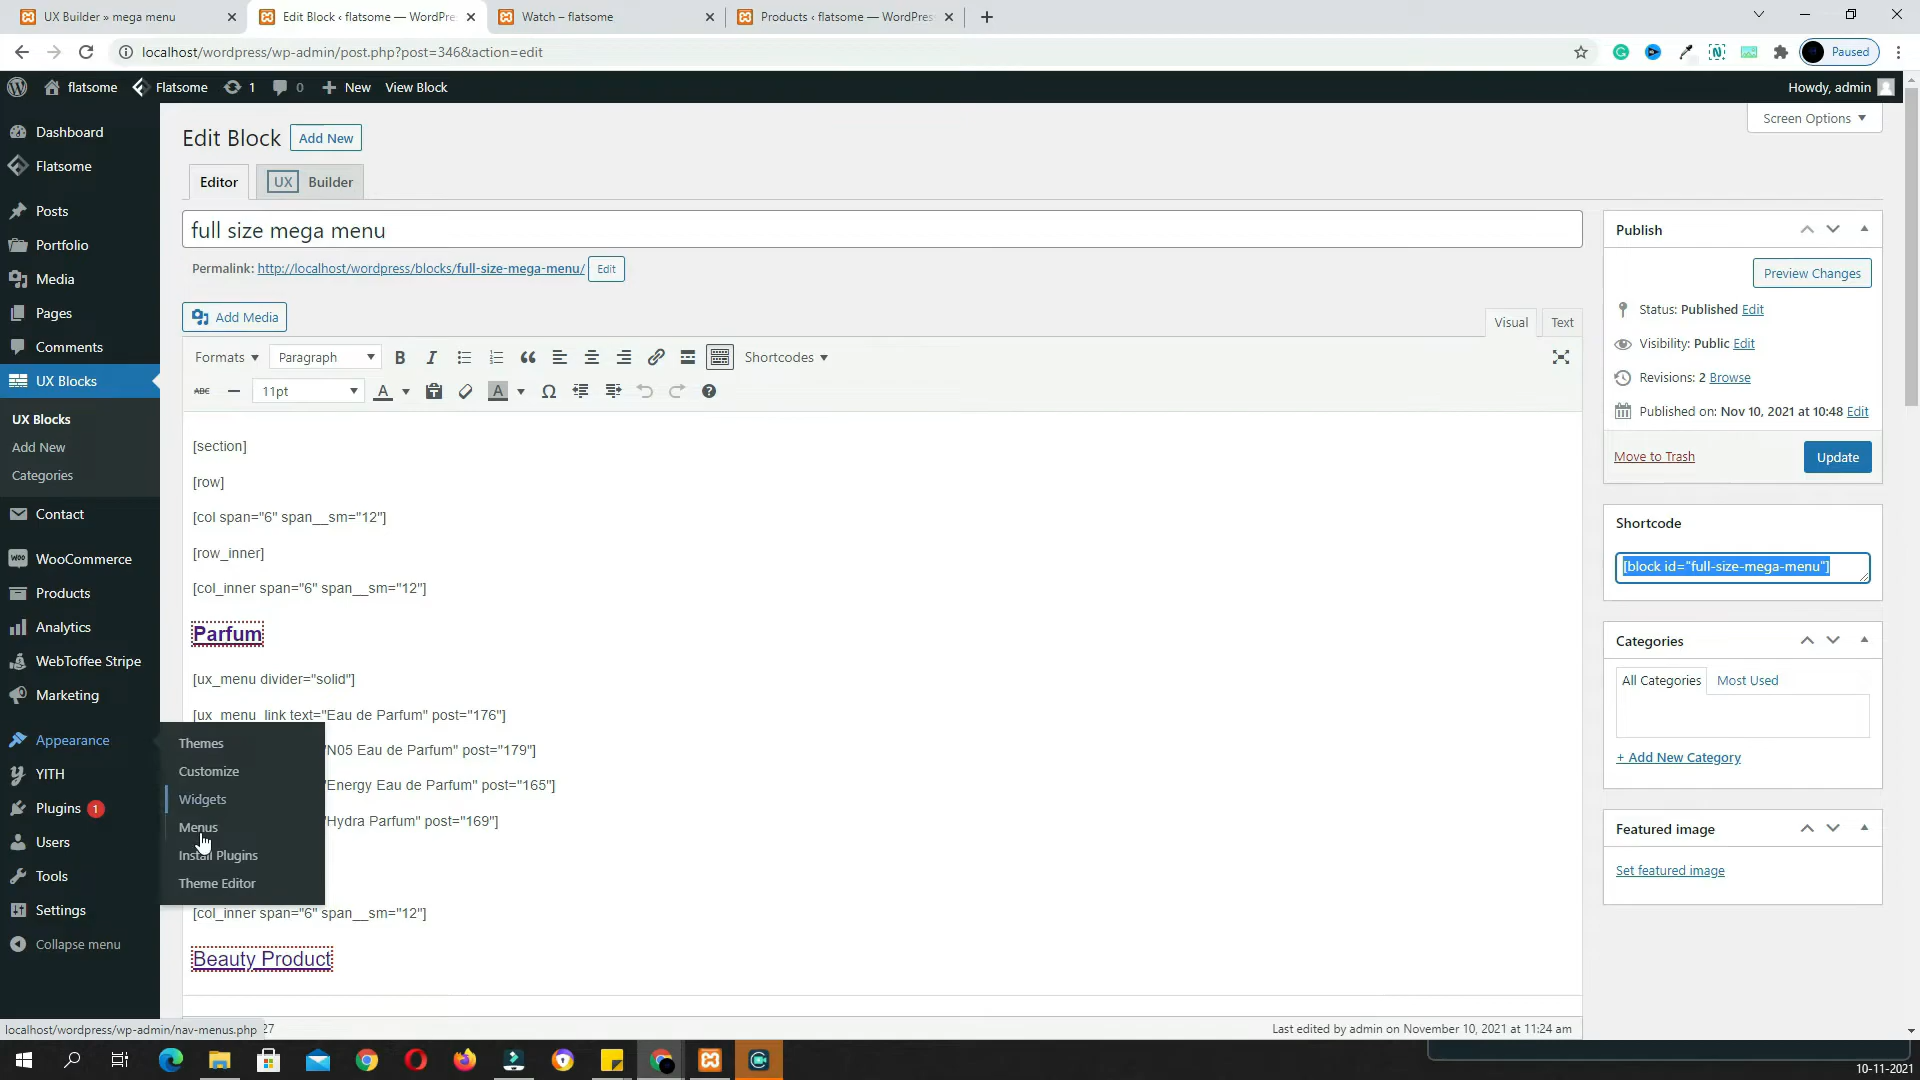 UX Builder » mega menu
Edit Block ‹ flatsome — WordPre
Watch – flatsome
Products ‹ flatsome — WordPress
localhost/wordpress/wp-admin/post.php?post=346&action=edit
Paused
flatsome
Flatsome
1
0
New
View Block
Howdy, admin
Dashboard
Flatsome
Posts
Portfolio
Media
Pages
Comments
UX Blocks
UX Blocks
Add New
Categories
Contact
WooCommerce
Products
Analytics
WebToffee Stripe
Marketing
Appearance
YITH
Plugins 1
Users
Tools
Settings
Collapse menu
Themes
Customize
Widgets
Menus
Install Plugins
Theme Editor
Screen Options
Edit Block
Add New
Editor
UX Builder
full size mega menu
Permalink: http://localhost/wordpress/blocks/full-size-mega-menu/ Edit
Add Media
Visual
Text
Formats
Paragraph
Shortcodes
ABC
11pt
[section]
[row]
[col span="6" span__sm="12"]
[row_inner]
[col_inner span="6" span__sm="12"]
Parfum
[ux_menu divider="solid"]
[ux_menu_link text="Eau de Parfum" post="176"]
"N05 Eau de Parfum" post="179"]
"Energy Eau de Parfum" post="165"]
"Hydra Parfum" post="169"]
[col_inner span="6" span__sm="12"]
Beauty Product
27
Last edited by admin on November 10, 2021 at 11:24 am
Publish
Preview Changes
Status: Published Edit
Visibility: Public Edit
Revisions: 2 Browse
Published on: Nov 10, 2021 at 10:48 Edit
Move to Trash
Update
Shortcode
[block id="full-size-mega-menu"]
Categories
All Categories
Most Used
+ Add New Category
Featured image
Set featured image
localhost/wordpress/wp-admin/nav-menus.php
10-11-2021